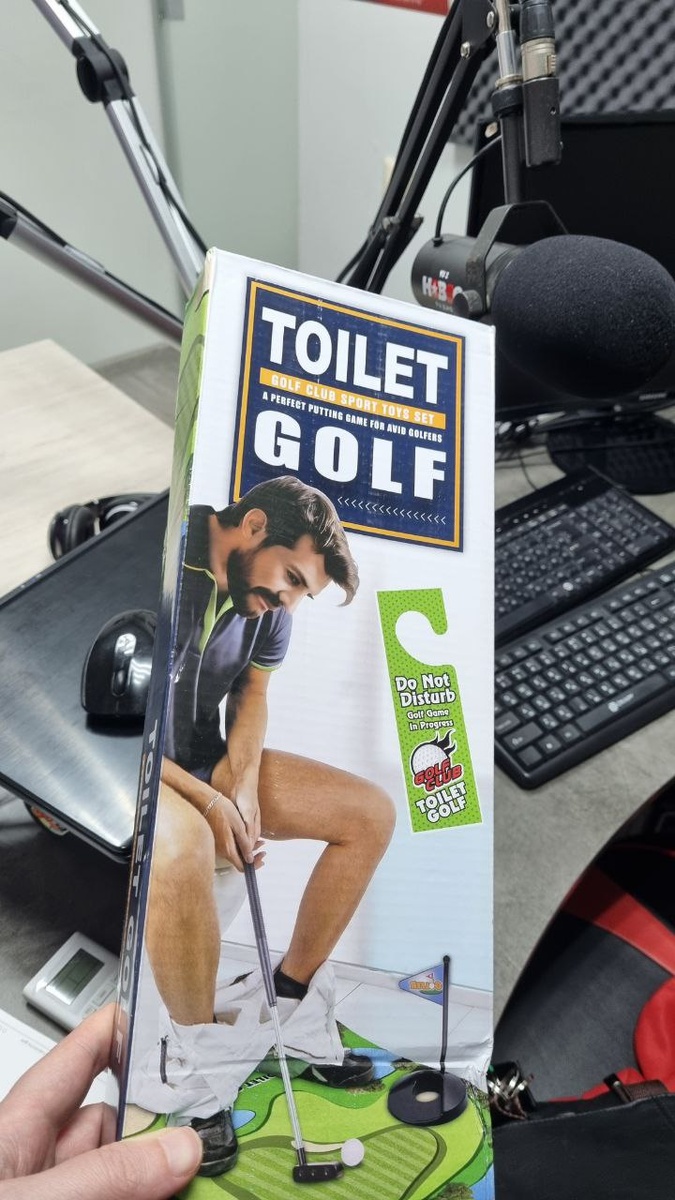 TOILET
GOLF CLUB SPORT TOYS SET
A PERFECT PUTTING GAME FOR AVID GOLFERS
GOLF
Do Not
Disturb
Golf Game
In Progress
GOLF
CLUB
TOILET
GOLF
TOILET GOLF